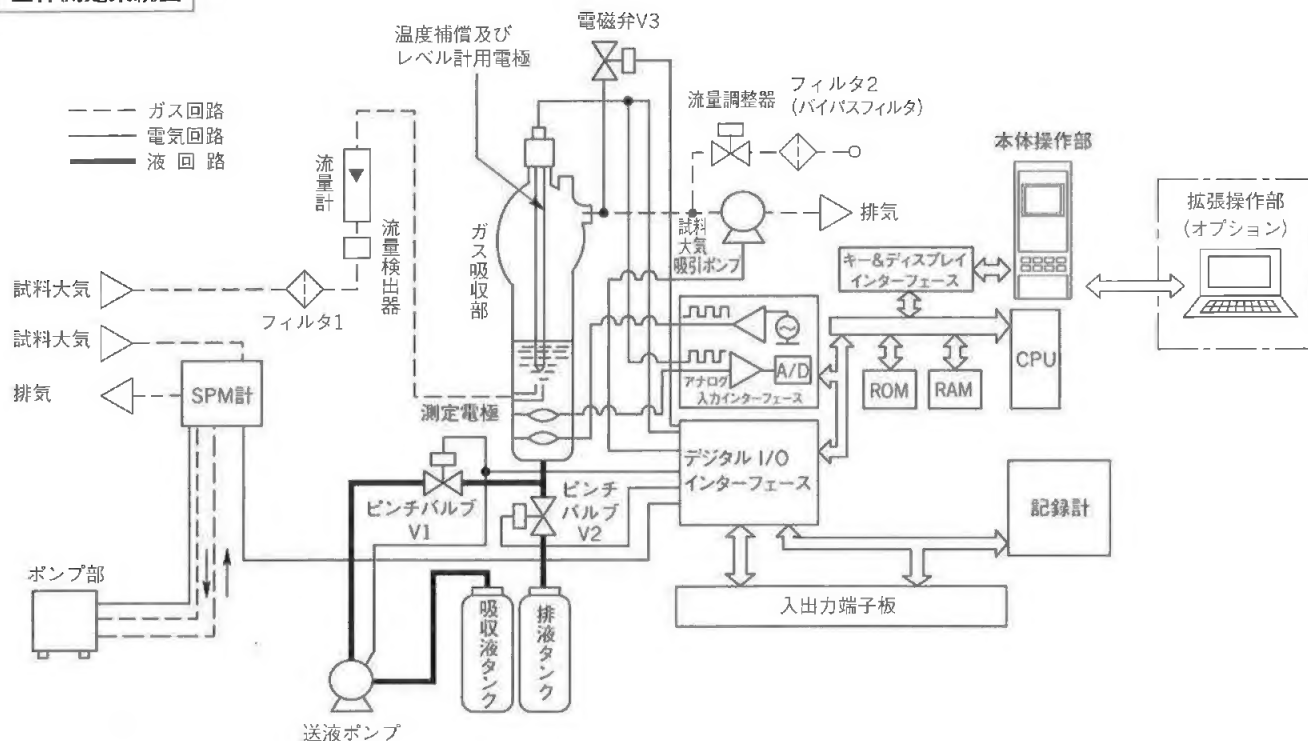 電磁弁V3
温度補償及び
レベル計用電極
ガス回路
電気回路
液回路
流量計
流量検出器
試料大気
フィルタ1
試料大気
排気
SPM計
ガス吸収部
測定電極
流量調整器
フィルタ2
(バイパスフィルタ)
排気
試料
大気
吸引ポンプ
本体操作部
拡張操作部
(オプション)
キー&ディスプレイ
インターフェース
CPU
ROM
RAM
A/D
アナログ
入力インターフェース
デジタル I/O
インターフェース
記録計
入出力端子板
ピンチバルブ
V1
ピンチ
バルブ
V2
ポンプ部
吸収液タンク
排液タンク
送液ポンプ